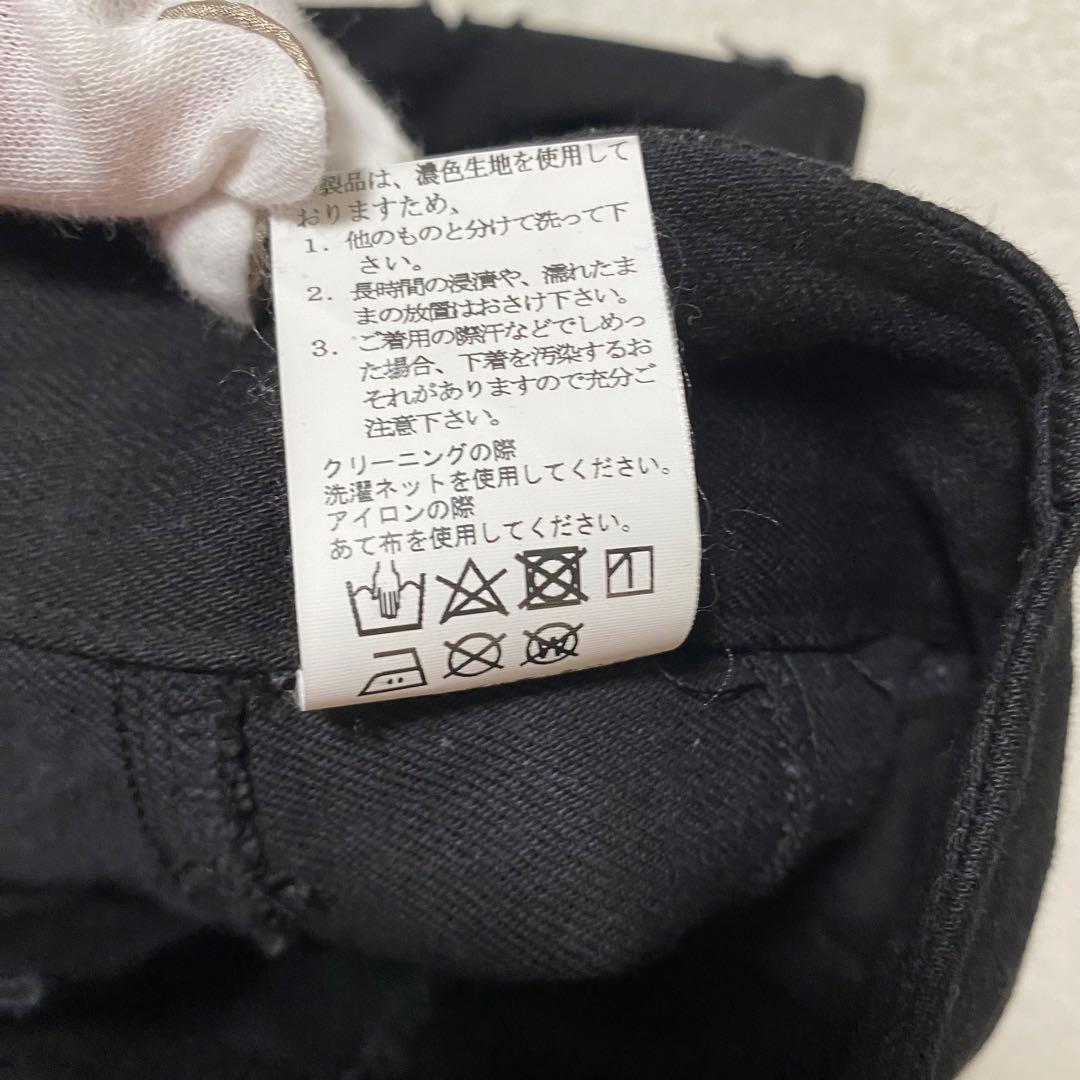 製品は、濃色生地を使用して
おりますため、
1. 他のものと分けて洗って下
さい。
2. 長時間の浸漬や、濡れたま
まの放置はおさけ下さい。
3. ご着用の際汗などでしめっ
た場合、下着を汚染するお
それがありますので充分ご
注意下さい。
クリーニングの際
洗濯ネットを使用してください。
アイロンの際
あて布を使用してください。